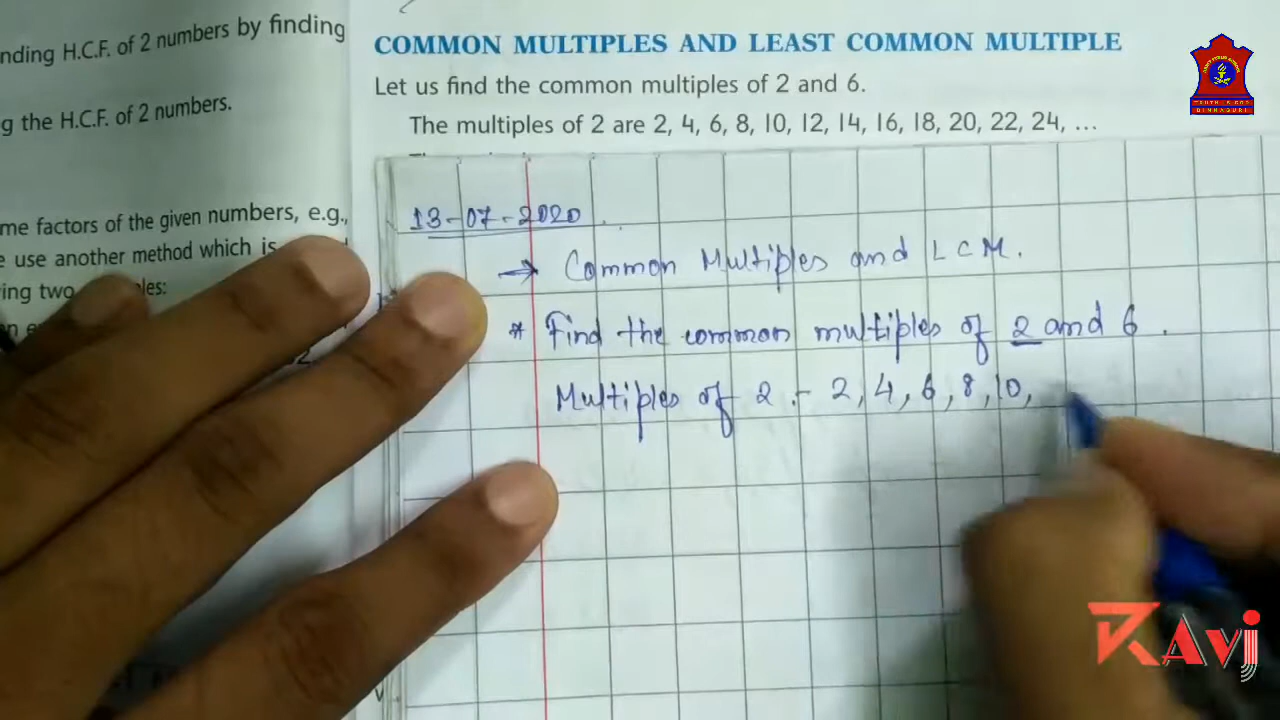 nding H.C.F. of 2 numbers by finding
g the H.C.F. of 2 numbers.
me factors of the given numbers, e.g.,
e use another method which is
ing two
les:
COMMON MULTIPLES AND LEAST COMMON MULTIPLE
Let us find the common multiples of 2 and 6.
The multiples of 2 are 2, 4, 6, 8, 10, 12, 14, 16, 18, 20, 22, 24, ...
13-07-2020.
→ Common Multiples and LCM.
* Find the common multiples of 2 and 6.
Multiples of 2 :- 2, 4, 6, 8, 10,
RAvj